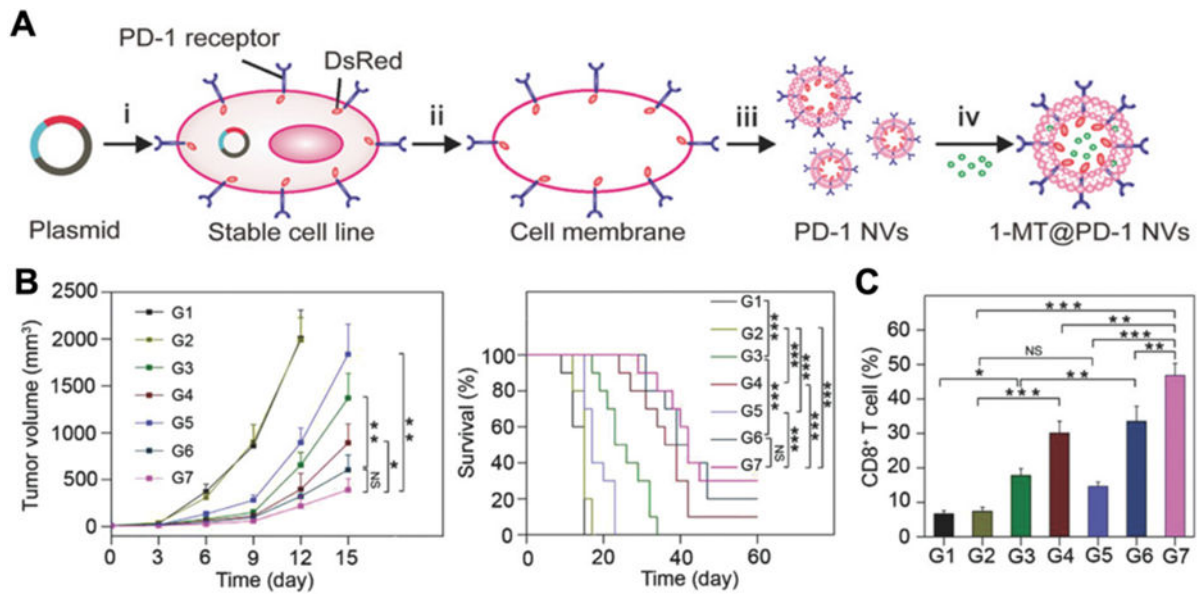 A
PD-1 receptor
DsRed
i
ii
iii
iv
Plasmid
Stable cell line
Cell membrane
PD-1 NVs
1-MT@PD-1 NVs
B
Tumor volume (mm³)
2500
2000
1500
1000
500
0
G1
G2
G3
G4
G5
G6
G7
**
NS
*
**
0 3 6 9 12 15
Time (day)
Survival (%)
100
80
60
40
20
0
G1
G2
G3
G4
G5
G6
G7
***
***
NS
***
***
***
***
***
0 20 40 60
Time (day)
C
CD8⁺ T cell (%)
60
50
40
30
20
10
0
***
**
***
NS
**
*
**
***
G1 G2 G3 G4 G5 G6 G7